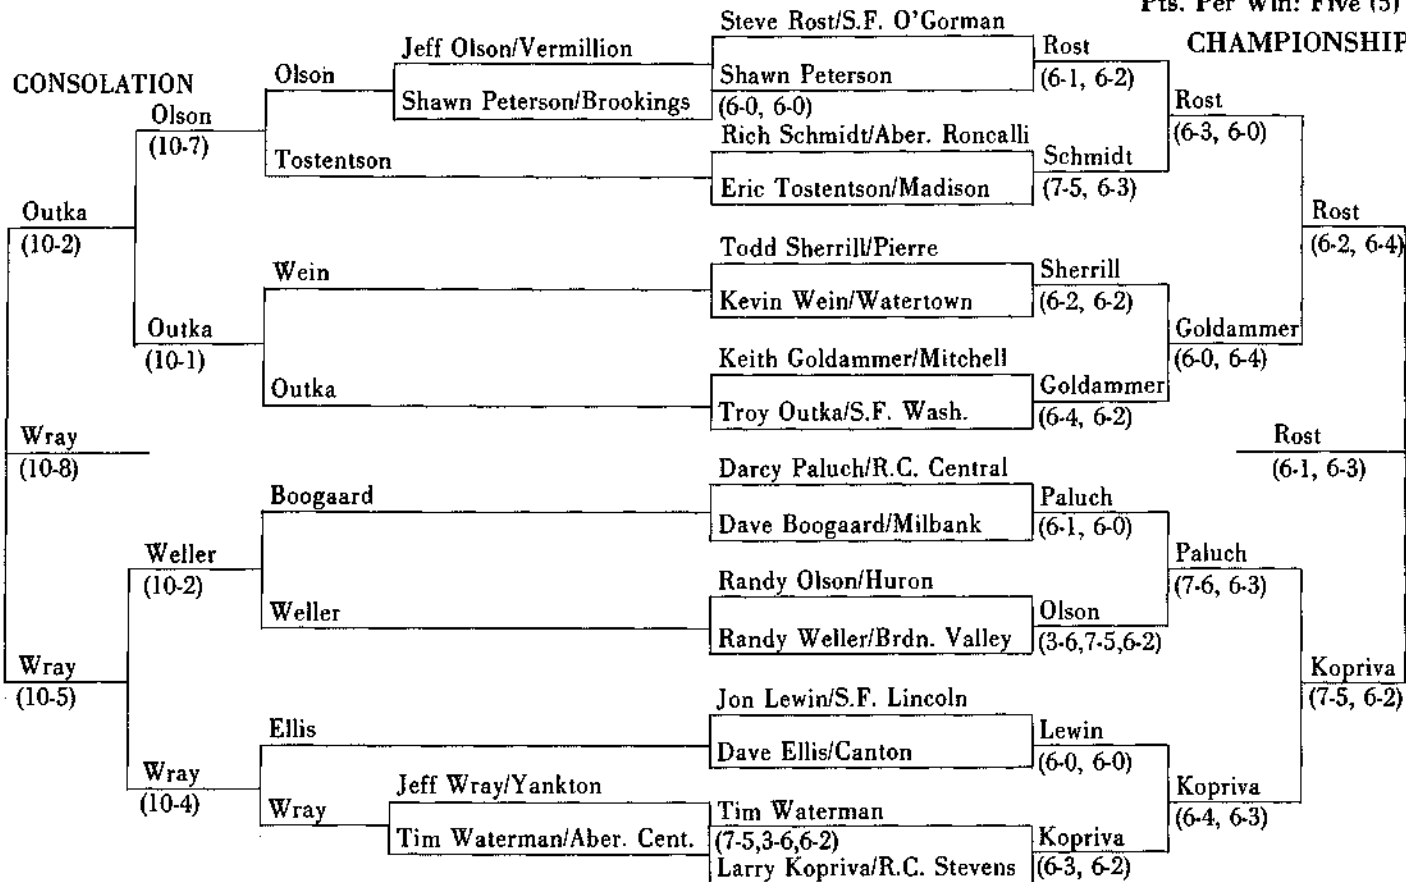 Pts. Per Win: Five (5)
CHAMPIONSHIP
CONSOLATION
Steve Rost/S.F. O'Gorman
Jeff Olson/Vermillion
Rost
Olson
Shawn Peterson
(6-1, 6-2)
Shawn Peterson/Brookings
(6-0, 6-0)
Olson
Rost
(10-7)
Rich Schmidt/Aber. Roncalli
(6-3, 6-0)
Tostentson
Schmidt
Eric Tostentson/Madison
(7-5, 6-3)
Outka
Rost
(10-2)
(6-2, 6-4)
Todd Sherrill/Pierre
Wein
Sherrill
Kevin Wein/Watertown
(6-2, 6-2)
Outka
Goldammer
(10-1)
Keith Goldammer/Mitchell
(6-0, 6-4)
Outka
Goldammer
Troy Outka/S.F. Wash.
(6-4, 6-2)
Wray
Rost
(10-8)
Darcy Paluch/R.C. Central
(6-1, 6-3)
Boogaard
Paluch
Dave Boogaard/Milbank
(6-1, 6-0)
Weller
Paluch
(10-2)
Randy Olson/Huron
(7-6, 6-3)
Weller
Olson
Randy Weller/Brdn. Valley
(3-6,7-5,6-2)
Wray
Kopriva
(10-5)
Jon Lewin/S.F. Lincoln
(7-5, 6-2)
Ellis
Lewin
Dave Ellis/Canton
(6-0, 6-0)
Wray
Jeff Wray/Yankton
Kopriva
(10-4)
Wray
Tim Waterman
(6-4, 6-3)
Tim Waterman/Aber. Cent.
(7-5,3-6,6-2)
Kopriva
Larry Kopriva/R.C. Stevens
(6-3, 6-2)